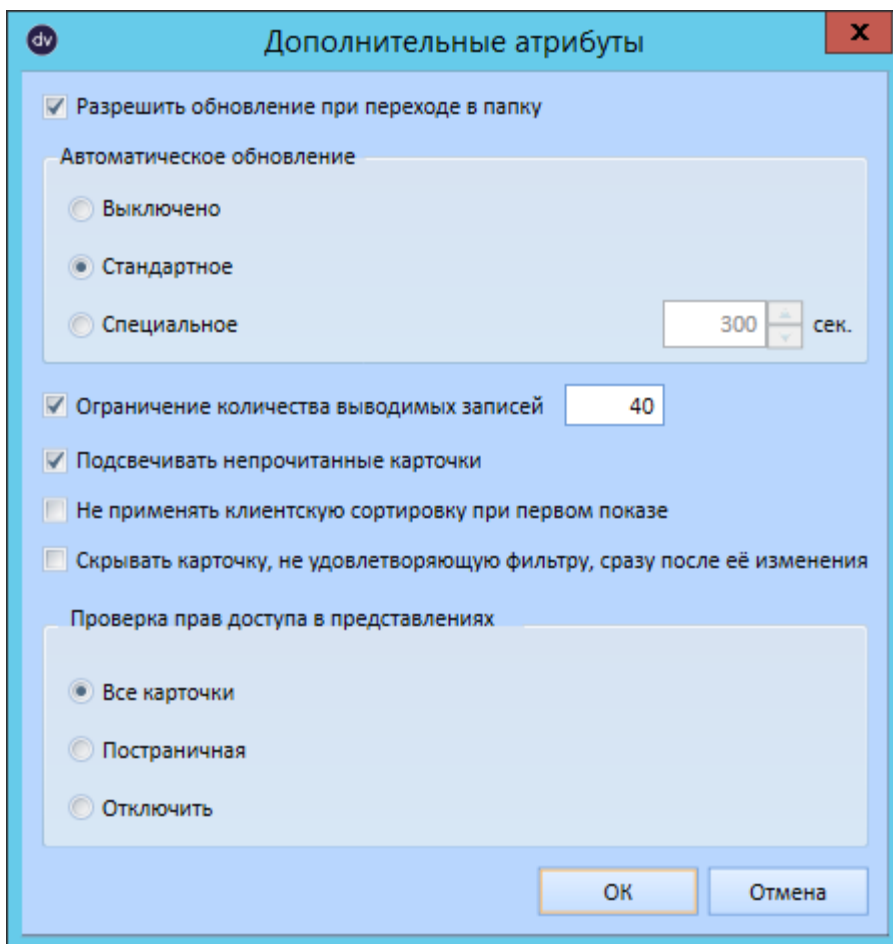 dv
Дополнительные атрибуты
x
Разрешить обновление при переходе в папку
Автоматическое обновление
Выключено
Стандартное
Специальное 300 сек.
Ограничение количества выводимых записей 40
Подсвечивать непрочитанные карточки
Не применять клиентскую сортировку при первом показе
Скрывать карточку, не удовлетворяющую фильтру, сразу после её изменения
Проверка прав доступа в представлениях
Все карточки
Постраничная
Отключить
ОК Отмена